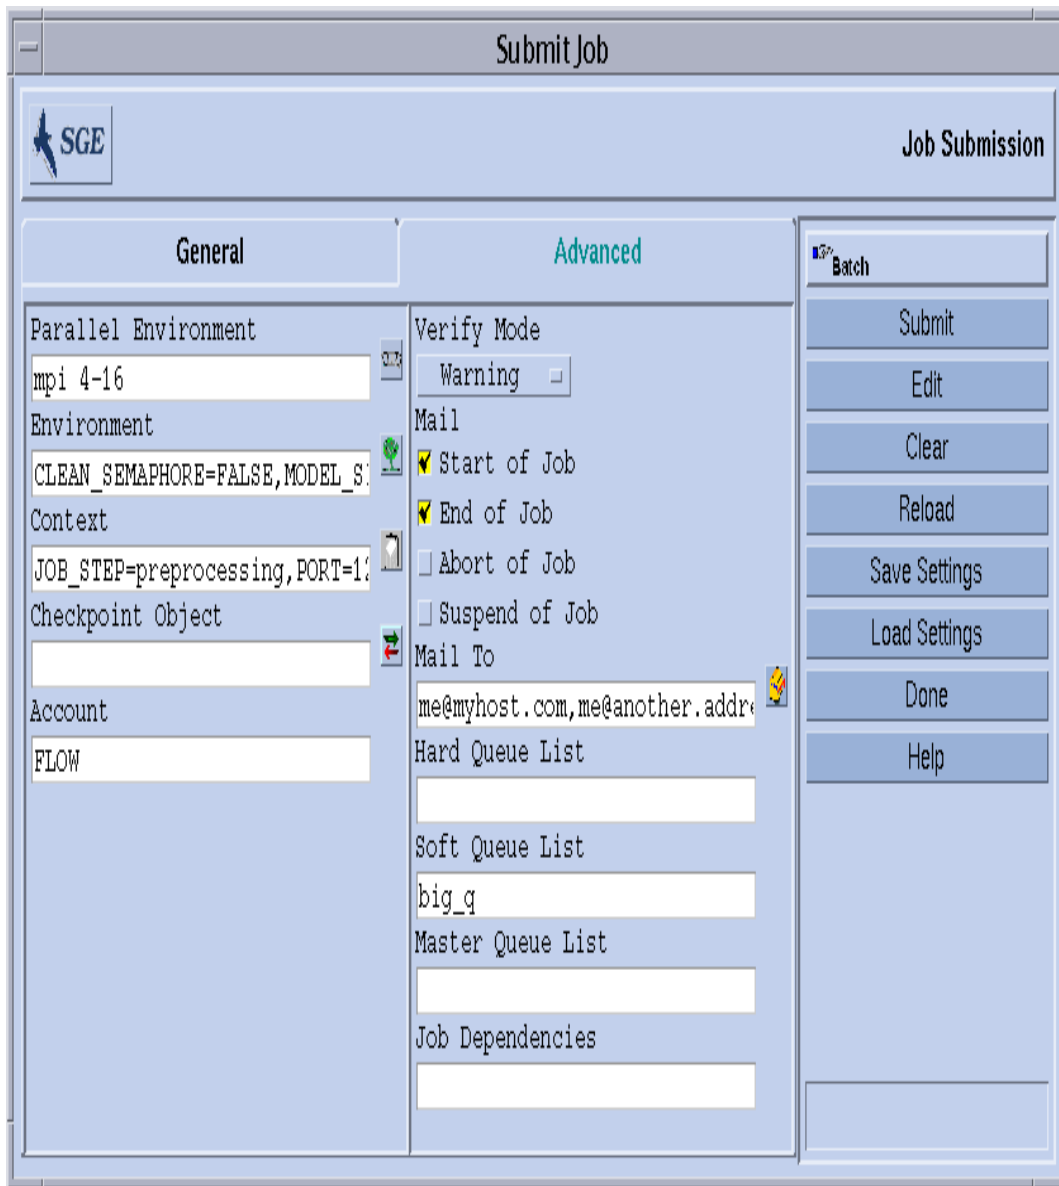 Submit Job
SGE
Job Submission
General
Advanced
Parallel Environment
mpi 4-16
Environment
CLEAN_SEMAPHORE=FALSE,MODEL_S
Context
JOB_STEP=preprocessing,PORT=12
Checkpoint Object
Account
FLOW
Verify Mode
Warning
Mail
Start of Job
End of Job
Abort of Job
Suspend of Job
Mail To
me@myhost.com,me@another.addre
Hard Queue List
Soft Queue List
big_q
Master Queue List
Job Dependencies
Batch
Submit
Edit
Clear
Reload
Save Settings
Load Settings
Done
Help